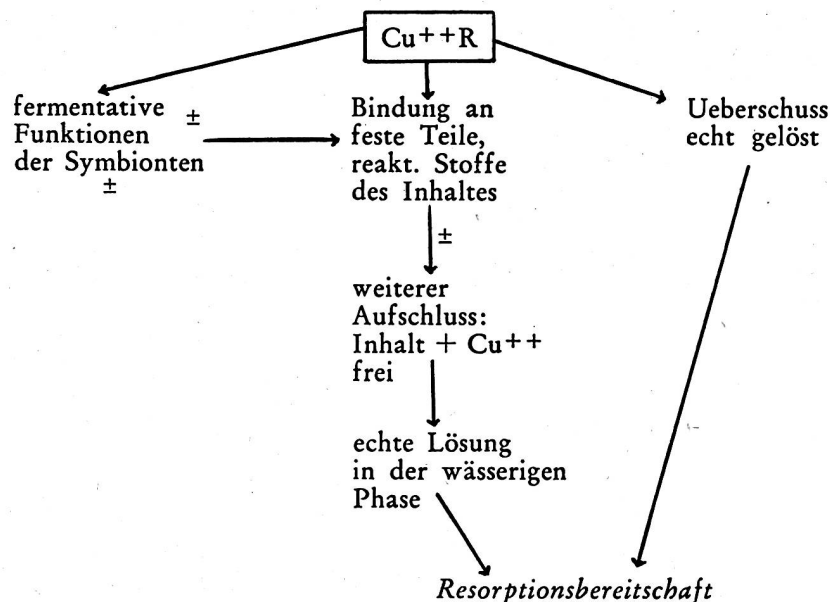 Cu++R
fermentative
Funktionen ±
der Symbionten
±
Bindung an
feste Teile,
reakt. Stoffe
des Inhaltes
Ueberschuss
echt gelöst
±
weiterer
Aufschluss:
Inhalt + Cu++
frei
echte Lösung
in der wässerigen
Phase
Resorptionsbereitschaft